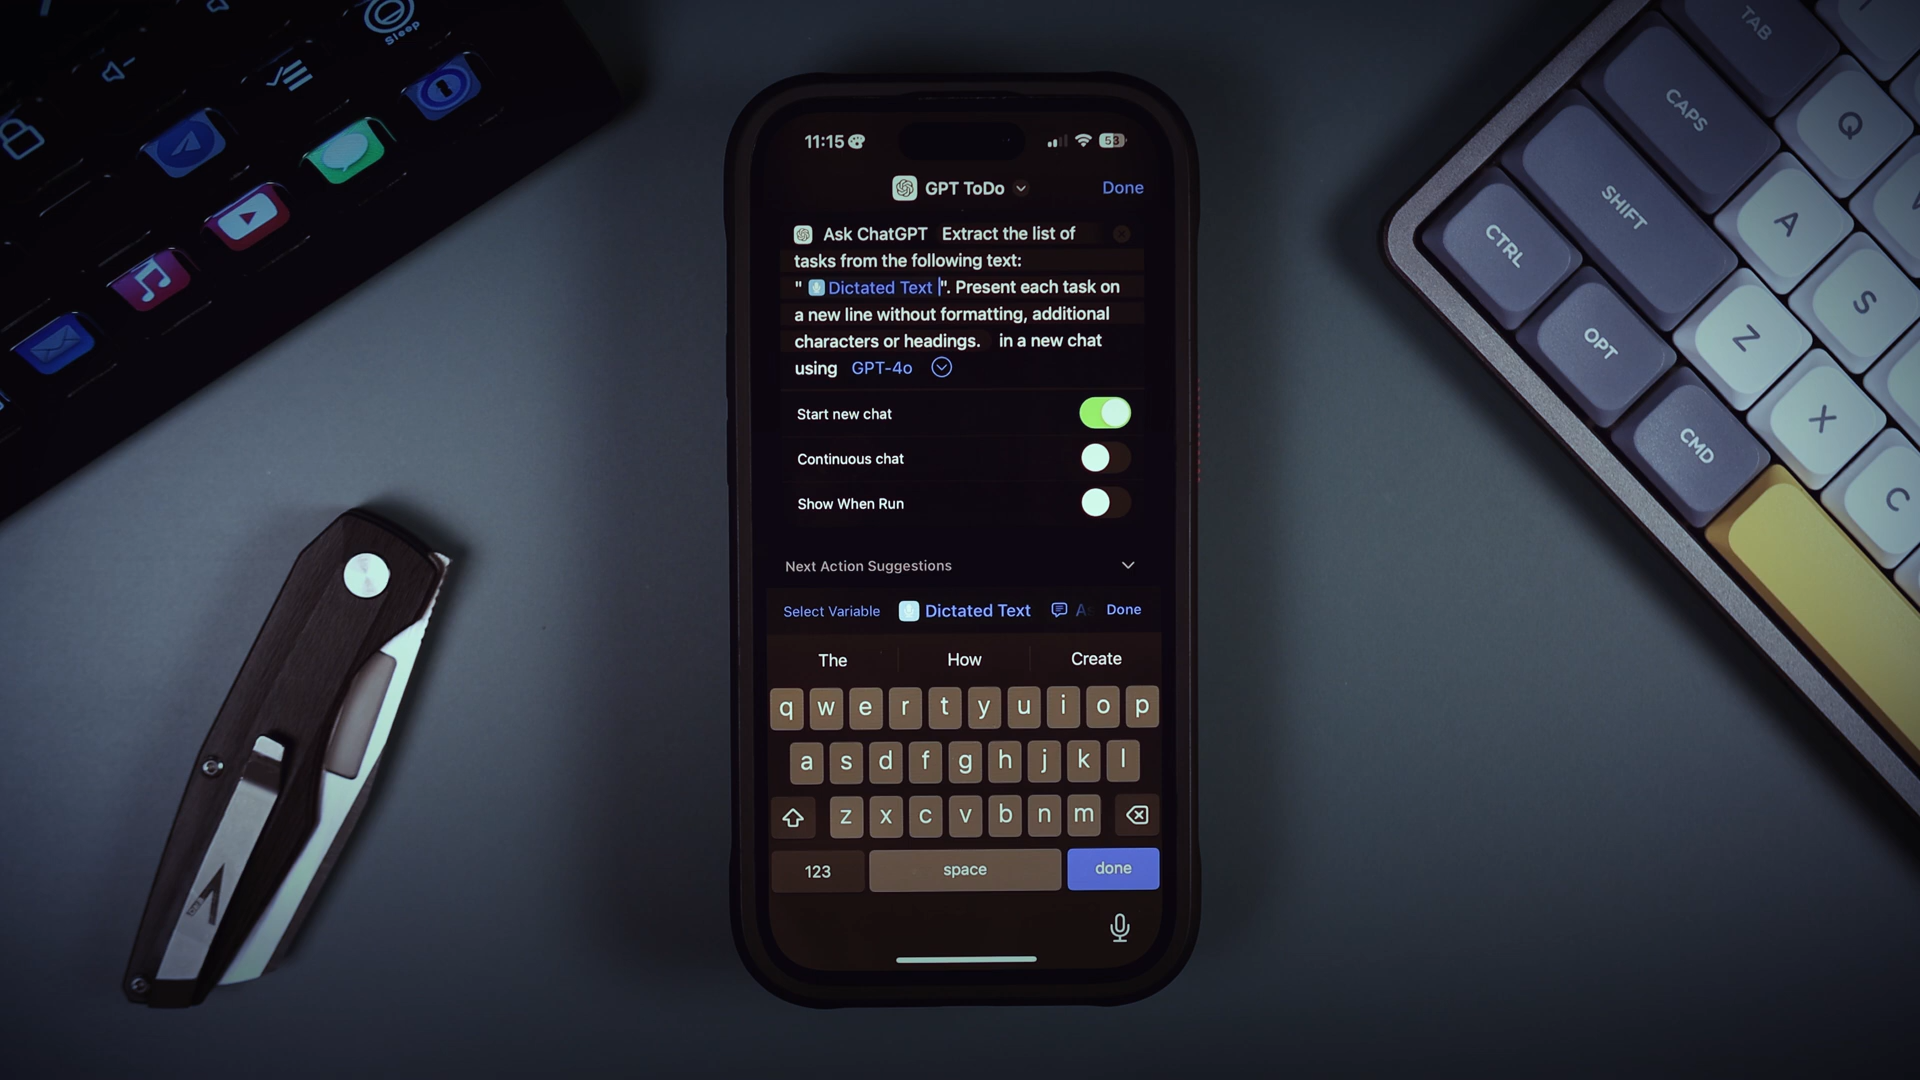 Sleep
11:15
53
GPT ToDo
Done
Ask ChatGPT Extract the list of
tasks from the following text:
" Dictated Text ". Present each task on
a new line without formatting, additional
characters or headings. in a new chat
using GPT-4o
Start new chat
Continuous chat
Show When Run
Next Action Suggestions
Select Variable Dictated Text As Done
The How Create
q w e r t y u i o p
a s d f g h j k l
z x c v b n m
123 space done
TAB
CAPS Q
SHIFT A
CTRL S
OPT Z
CMD X
C